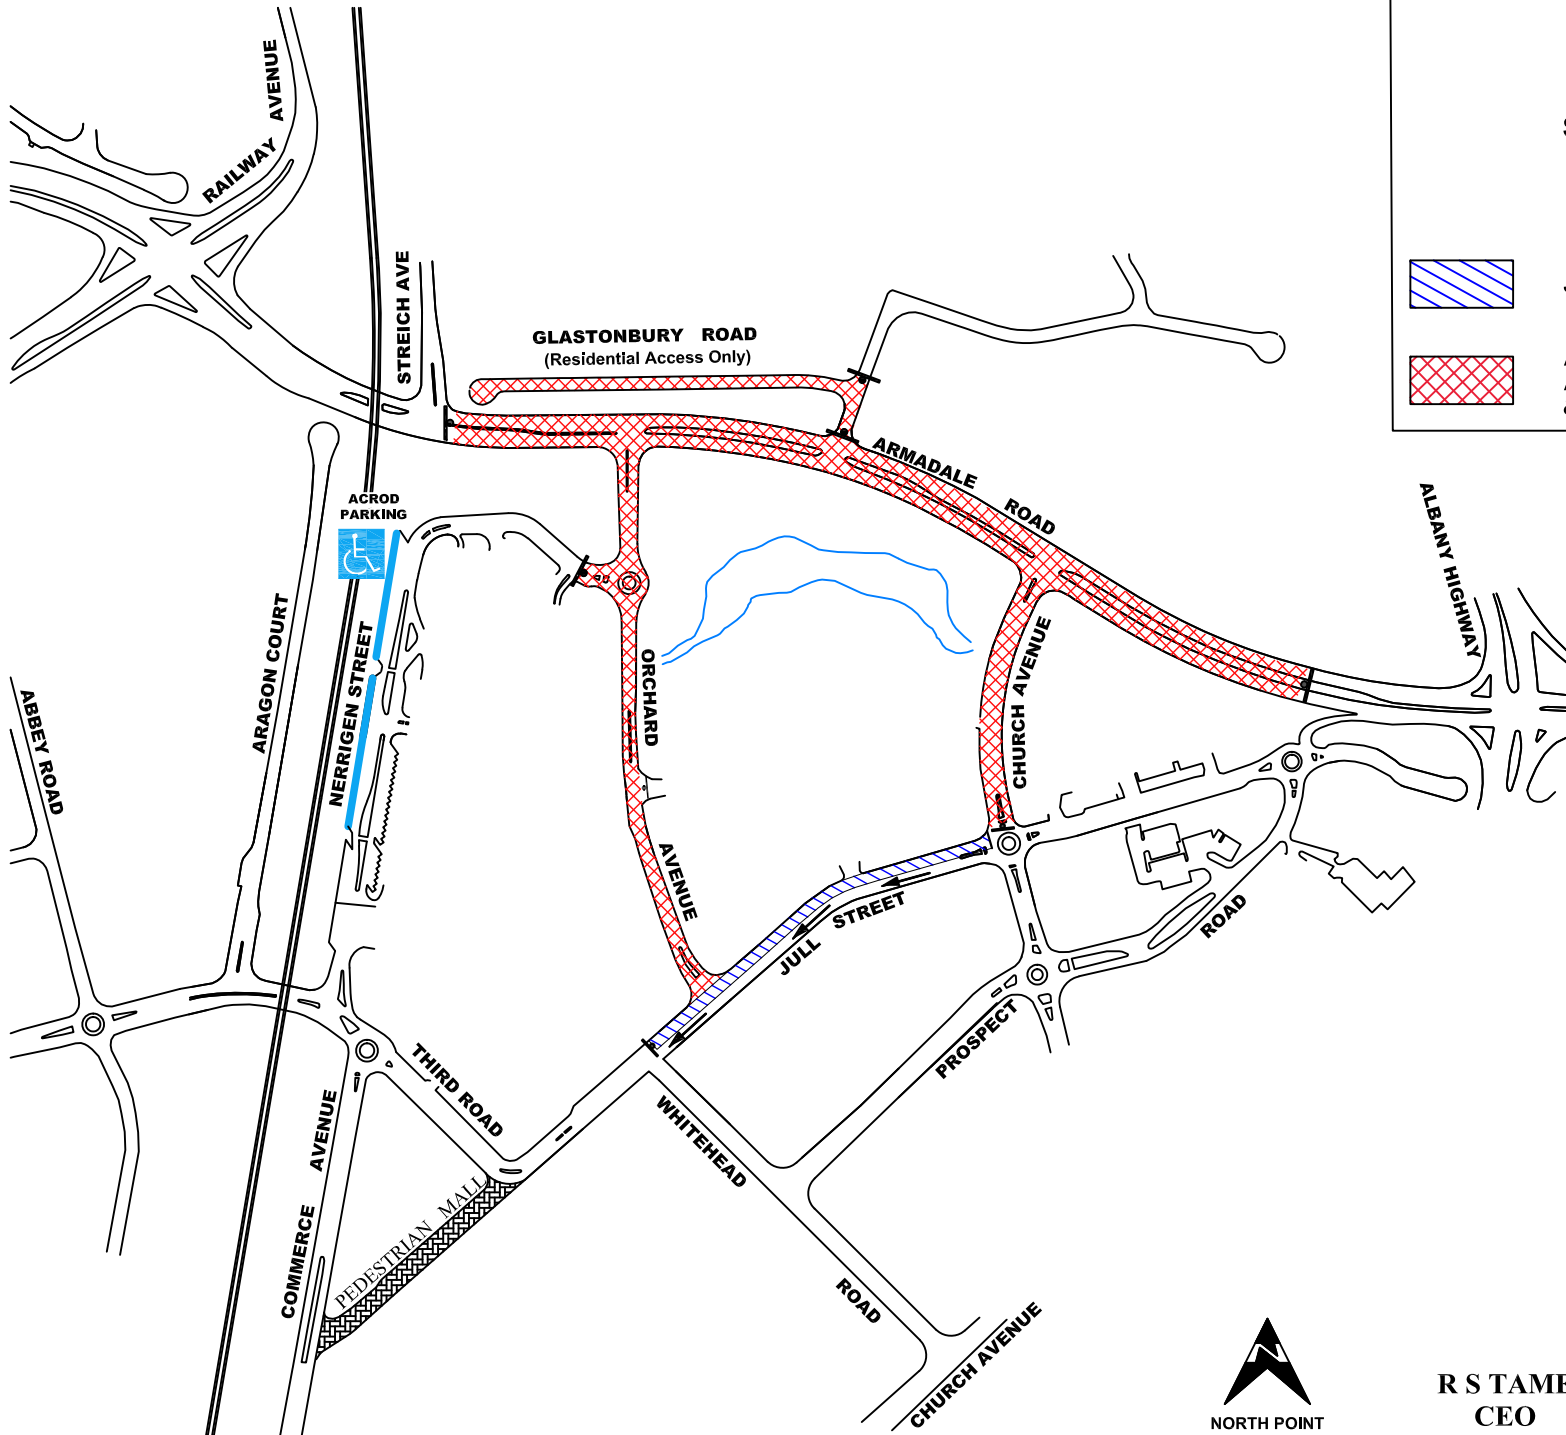 RAILWAY AVENUE
STREICH AVE
GLASTONBURY ROAD
(Residential Access Only)
ARMADALE ROAD
ALBANY HIGHWAY
ACROD
PARKING
ARAGON COURT
NERRIGEN STREET
ABBEY ROAD
ORCHARD AVENUE
CHURCH AVENUE
JULL STREET
ROAD
PROSPECT
THIRD ROAD
WHITEHEAD ROAD
COMMERCE AVENUE
PEDESTRIAN MALL
CHURCH AVENUE
NORTH POINT
R S TAME
CEO